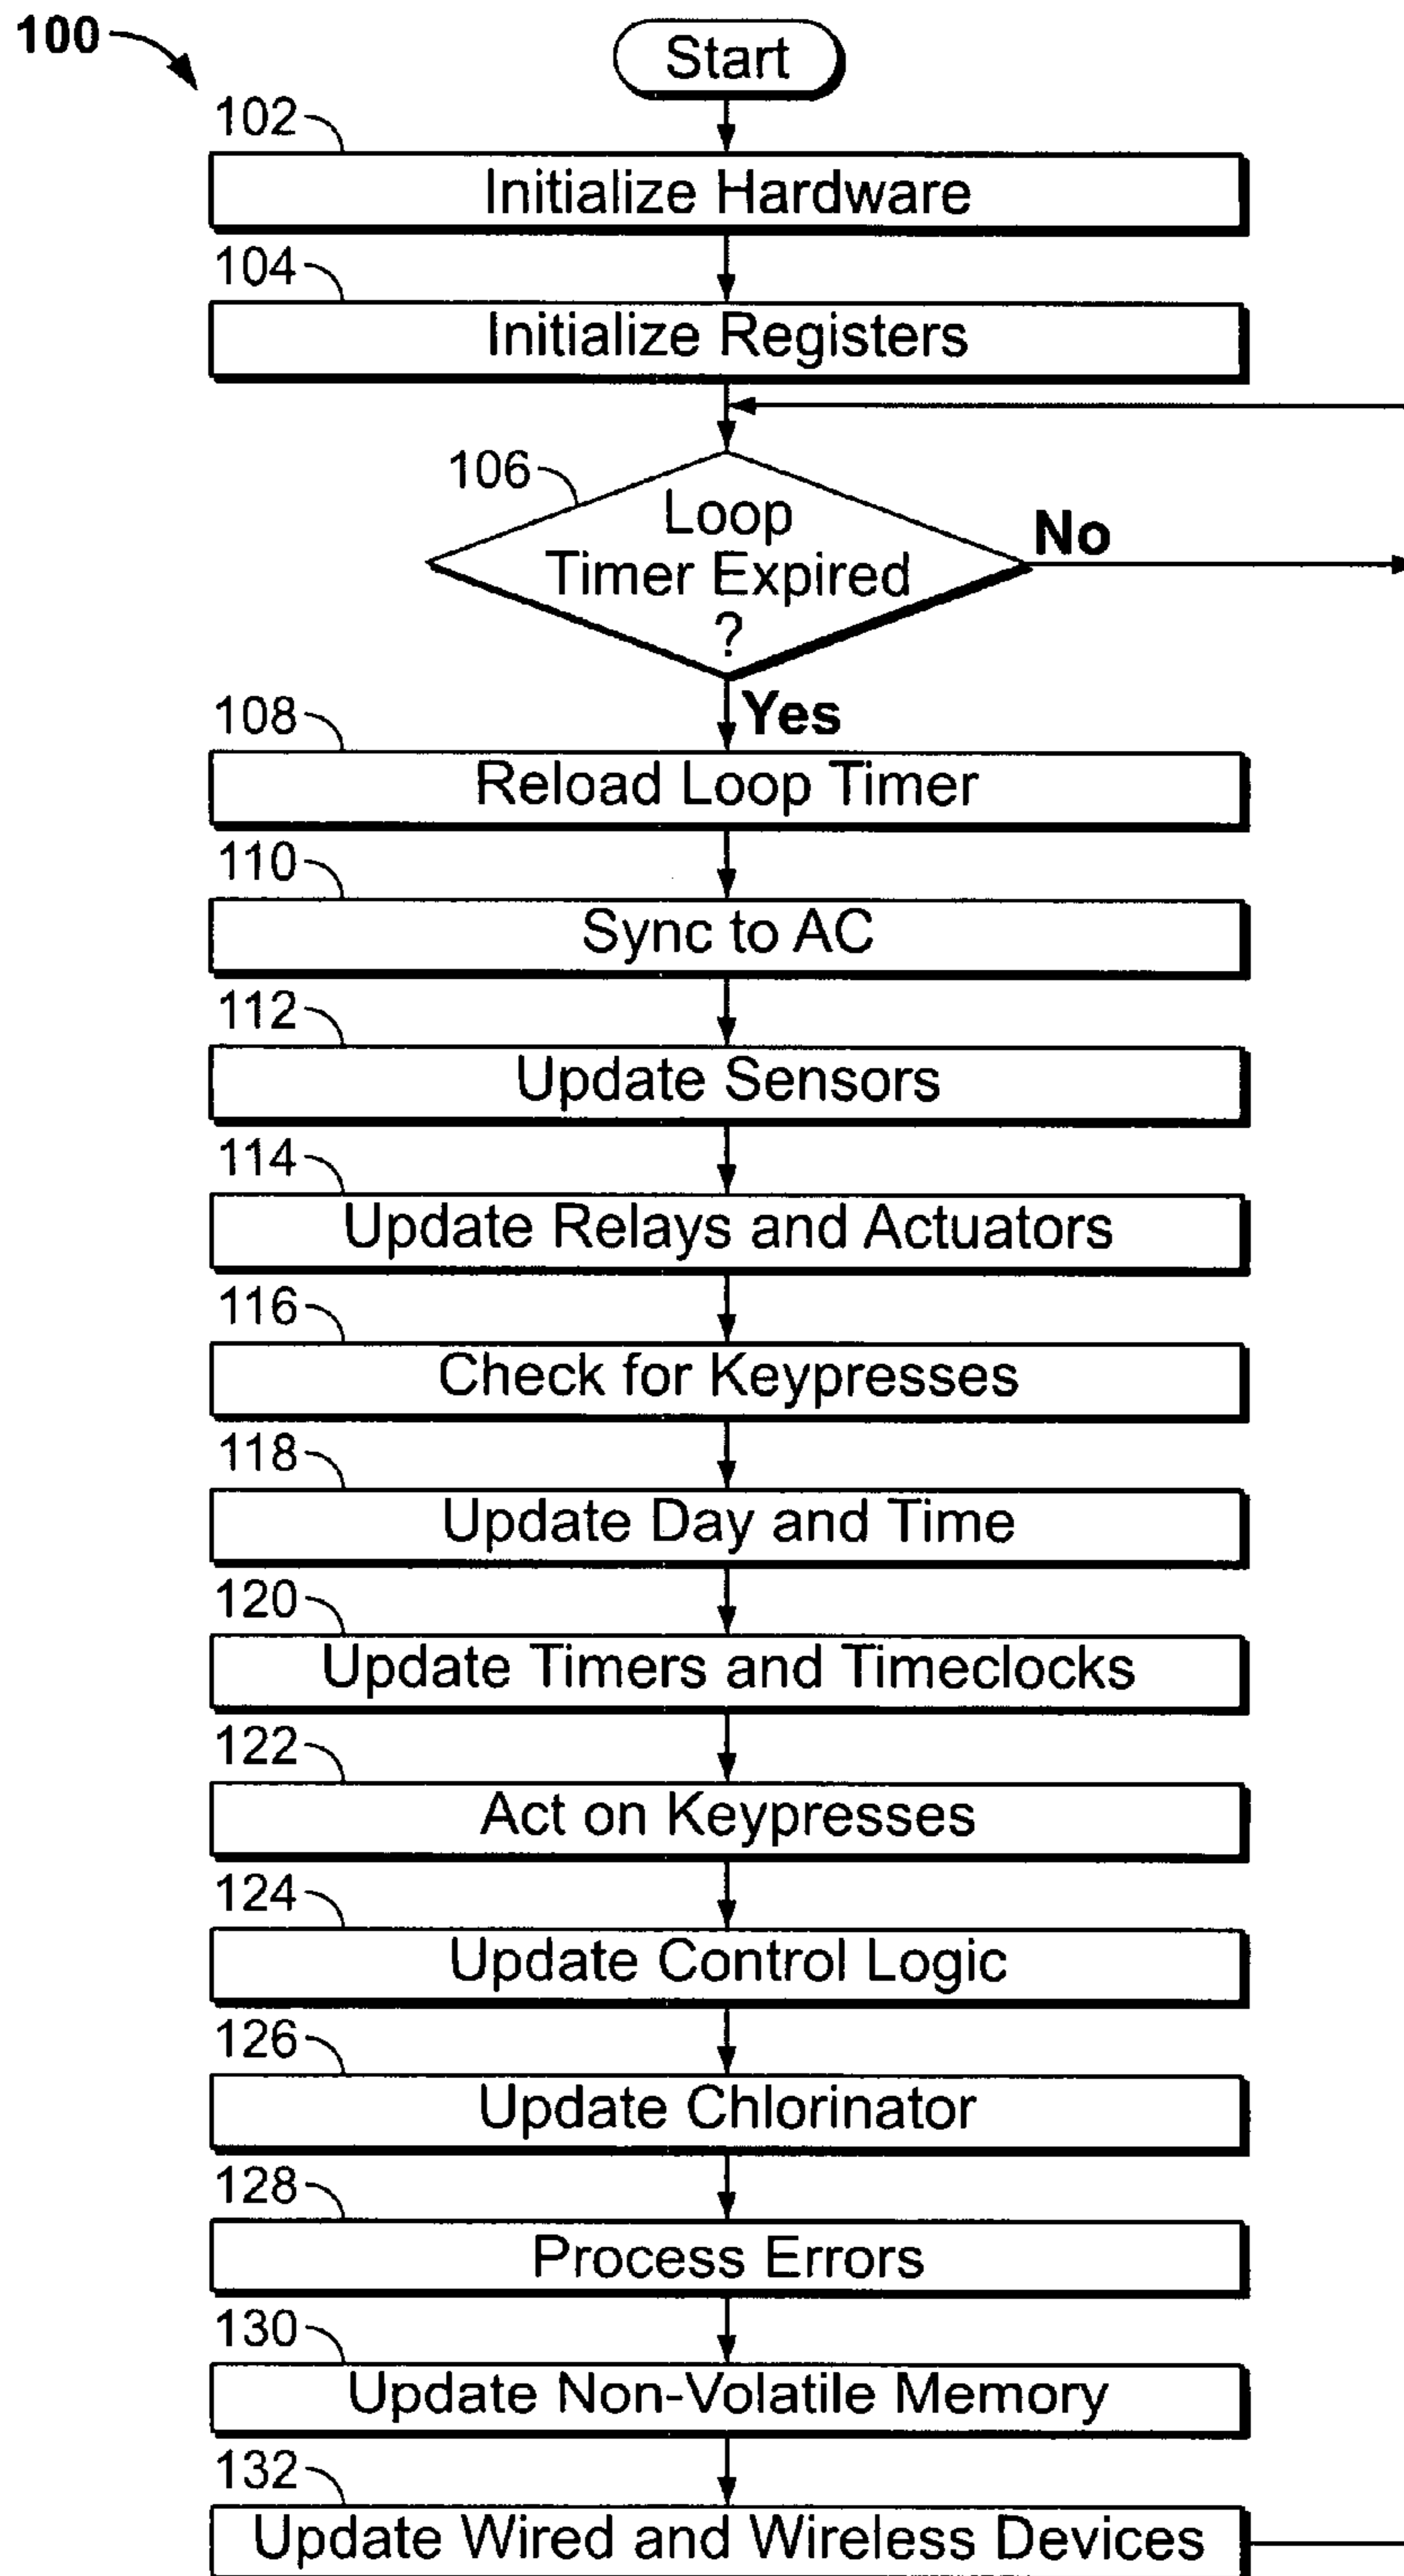 100
Start
102
Initialize Hardware
104
Initialize Registers
106
Loop
Timer Expired
?
No
Yes
108
Reload Loop Timer
110
Sync to AC
112
Update Sensors
114
Update Relays and Actuators
116
Check for Keypresses
118
Update Day and Time
120
Update Timers and Timeclocks
122
Act on Keypresses
124
Update Control Logic
126
Update Chlorinator
128
Process Errors
130
Update Non-Volatile Memory
132
Update Wired and Wireless Devices